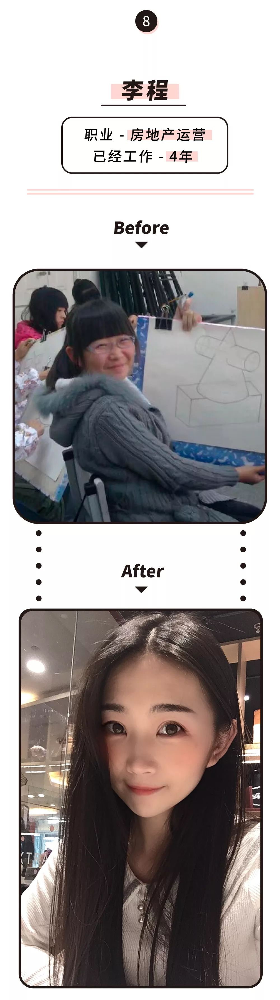 8
李程
职业 - 房地产运营
已经工作 - 4年
Before
After